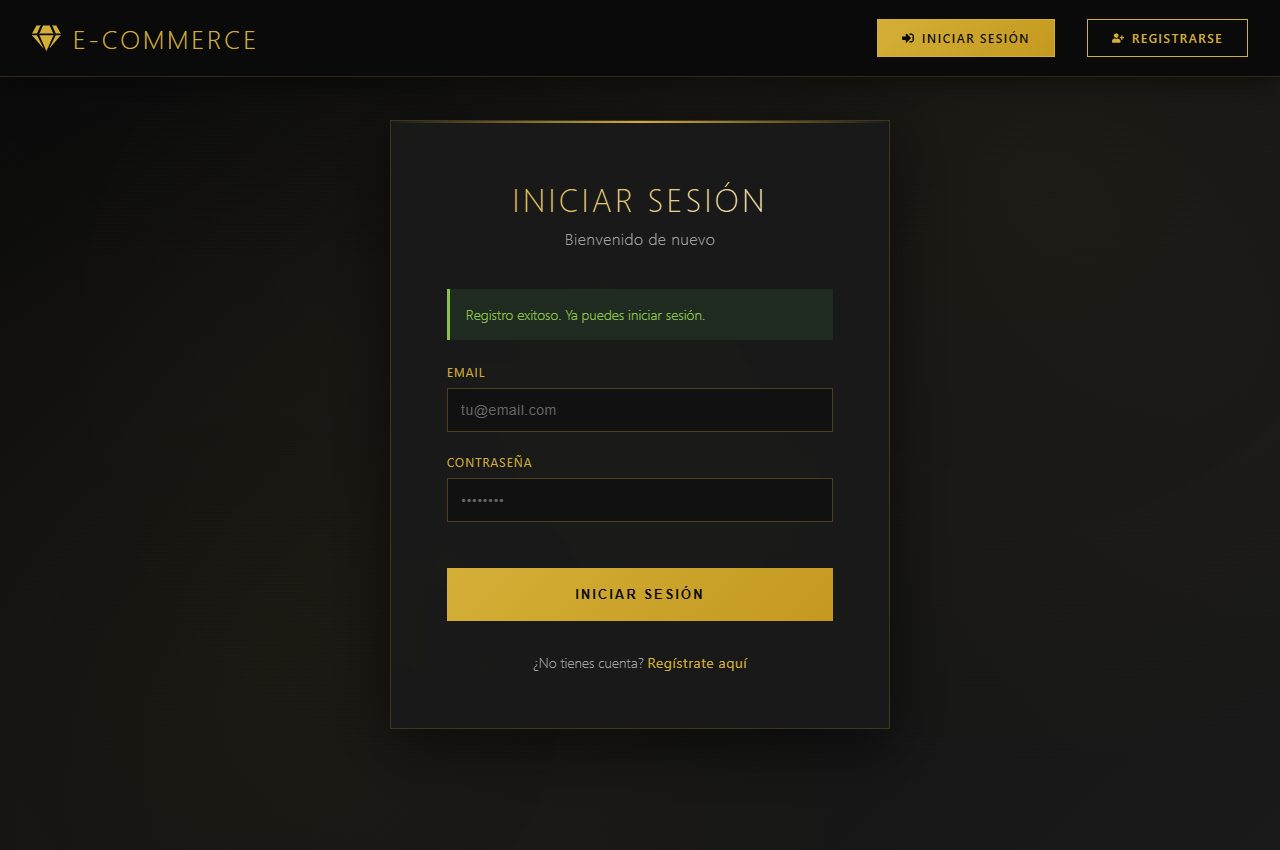 E-COMMERCE
INICIAR SESIÓN
REGISTRARSE
INICIAR SESIÓN
Bienvenido de nuevo
Registro exitoso. Ya puedes iniciar sesión.
EMAIL
tu@email.com
CONTRASEÑA
••••••••
INICIAR SESIÓN
¿No tienes cuenta? Regístrate aquí